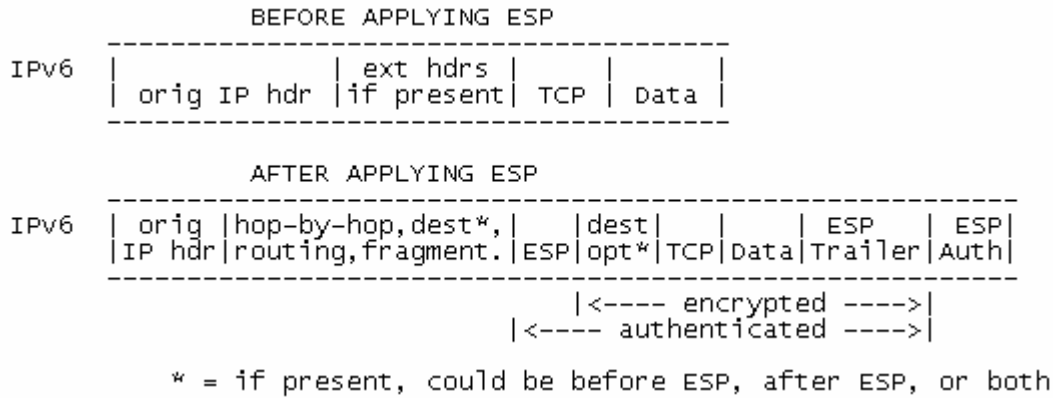 BEFORE APPLYING ESP
---------------------------------------
IPv6 | | ext hdrs | | |
| orig IP hdr |if present| TCP | Data |
---------------------------------------
AFTER APPLYING ESP
---------------------------------------------------------
IPv6 | orig |hop-by-hop,dest*,| |dest| | | ESP | ESP|
|IP hdr|routing,fragment.|ESP|opt*|TCP|Data|Trailer|Auth|
---------------------------------------------------------
|<---- encrypted ---->|
|<---- authenticated ---->|
* = if present, could be before ESP, after ESP, or both